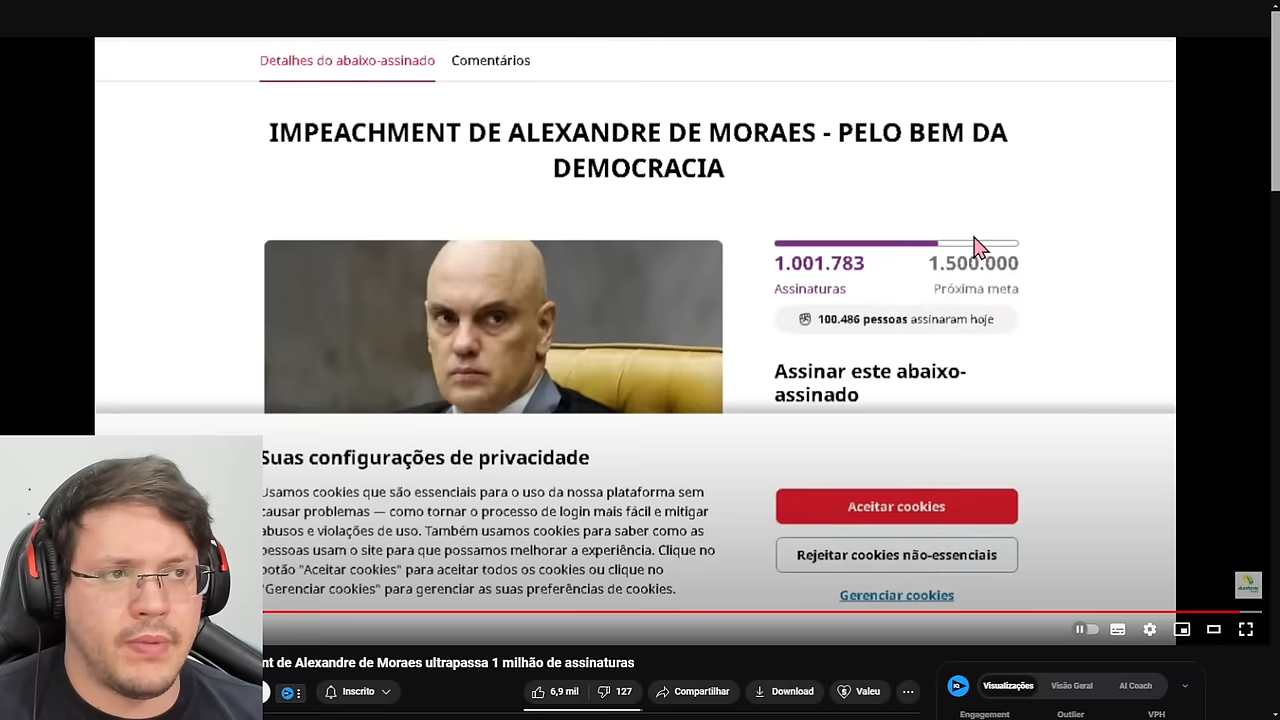 Detalhes do abaixo-assinado Comentários
IMPEACHMENT DE ALEXANDRE DE MORAES - PELO BEM DA
DEMOCRACIA
1.001.783 1.500.000
Assinaturas Próxima meta
100.486 pessoas assinaram hoje
Assinar este abaixo-
assinado
Suas configurações de privacidade
Usamos cookies que são essenciais para o uso da nossa plataforma sem
causar problemas — como tornar o processo de login mais fácil e mitigar
abusos e violações de uso. Também usamos cookies para saber como as
pessoas usam o site para que possamos melhorar a experiência. Clique no
botão "Aceitar cookies" para aceitar todos os cookies ou clique no
"Gerenciar cookies" para gerenciar as suas preferências de cookies.
Aceitar cookies
Rejeitar cookies não-essenciais
Gerenciar cookies
nt de Alexandre de Moraes ultrapassa 1 milhão de assinaturas
Inscrito 6,9 mil 127 Compartilhar Download Valeu
Visualizações Visão Geral AI Coach
Engagement Outlier VPH